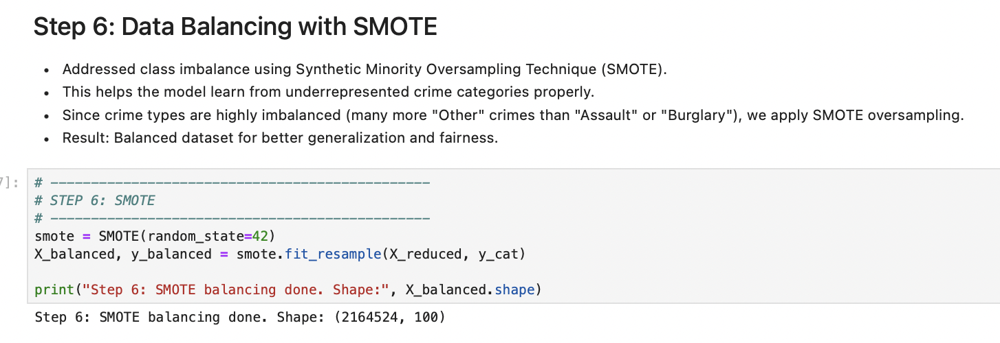 Step 6: Data Balancing with SMOTE
• Addressed class imbalance using Synthetic Minority Oversampling Technique (SMOTE).
• This helps the model learn from underrepresented crime categories properly.
• Since crime types are highly imbalanced (many more "Other" crimes than "Assault" or "Burglary"), we apply SMOTE oversampling.
• Result: Balanced dataset for better generalization and fairness.
7]:
# -----------------------------------------------
# STEP 6: SMOTE
# -----------------------------------------------
smote = SMOTE(random_state=42)
X_balanced, y_balanced = smote.fit_resample(X_reduced, y_cat)
print("Step 6: SMOTE balancing done. Shape:", X_balanced.shape)
Step 6: SMOTE balancing done. Shape: (2164524, 100)